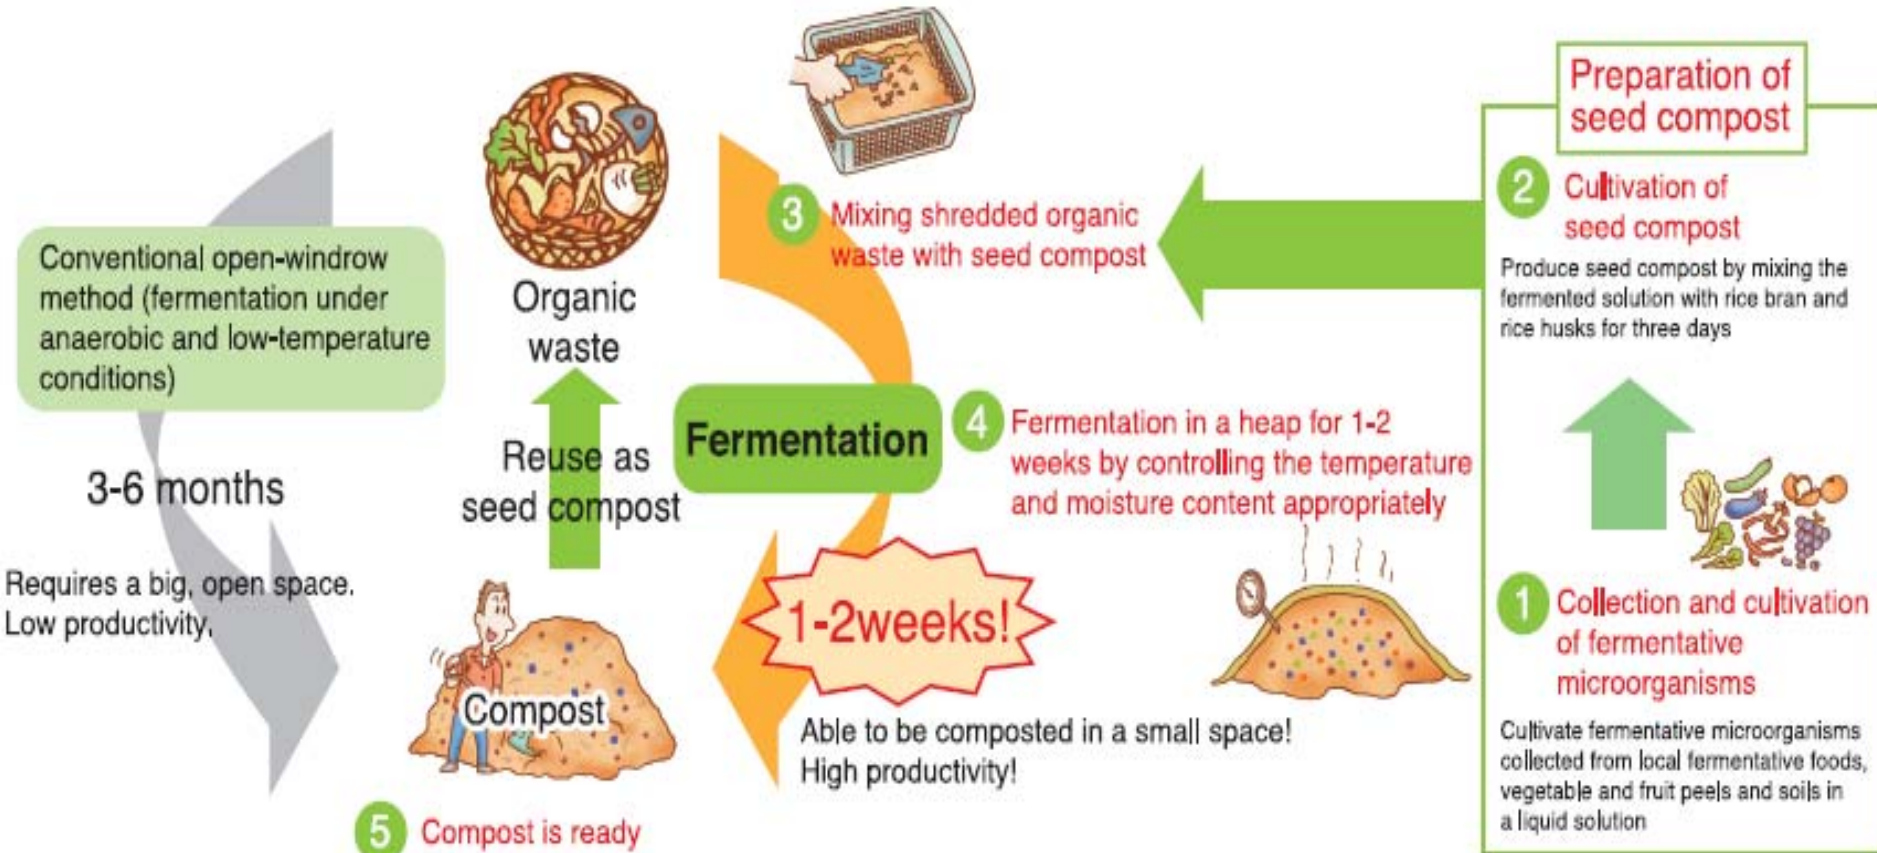 Preparation of
seed compost
2
Cultivation of
seed compost
Produce seed compost by mixing the
fermented solution with rice bran and
rice husks for three days
1
Collection and cultivation
of fermentative
microorganisms
Cultivate fermentative microorganisms
collected from local fermentative foods,
vegetable and fruit peels and soils in
a liquid solution
3
Mixing shredded organic
waste with seed compost
Organic
waste
Conventional open-windrow
method (fermentation under
anaerobic and low-temperature
conditions)
3-6 months
Requires a big, open space.
Low productivity.
Reuse as
seed compost
Fermentation
4
Fermentation in a heap for 1-2
weeks by controlling the temperature
and moisture content appropriately
1-2weeks!
Able to be composted in a small space!
High productivity!
Compost
5
Compost is ready